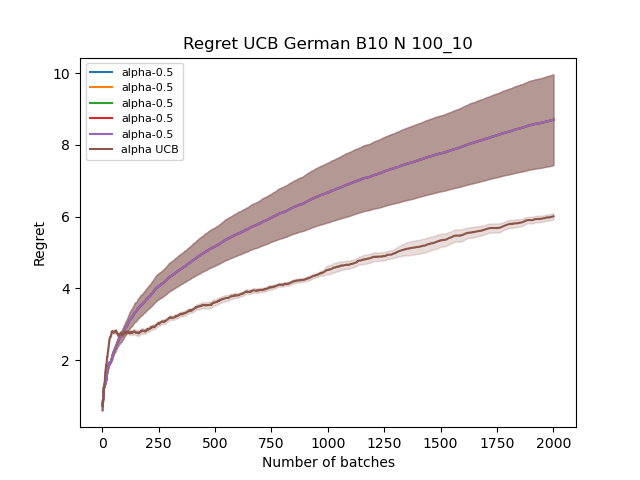 Regret UCB German B10 N 100_10
alpha-0.5
alpha-0.5
alpha-0.5
alpha-0.5
alpha-0.5
alpha UCB
10
8
6
4
2
Regret
0 250 500 750 1000 1250 1500 1750 2000
Number of batches